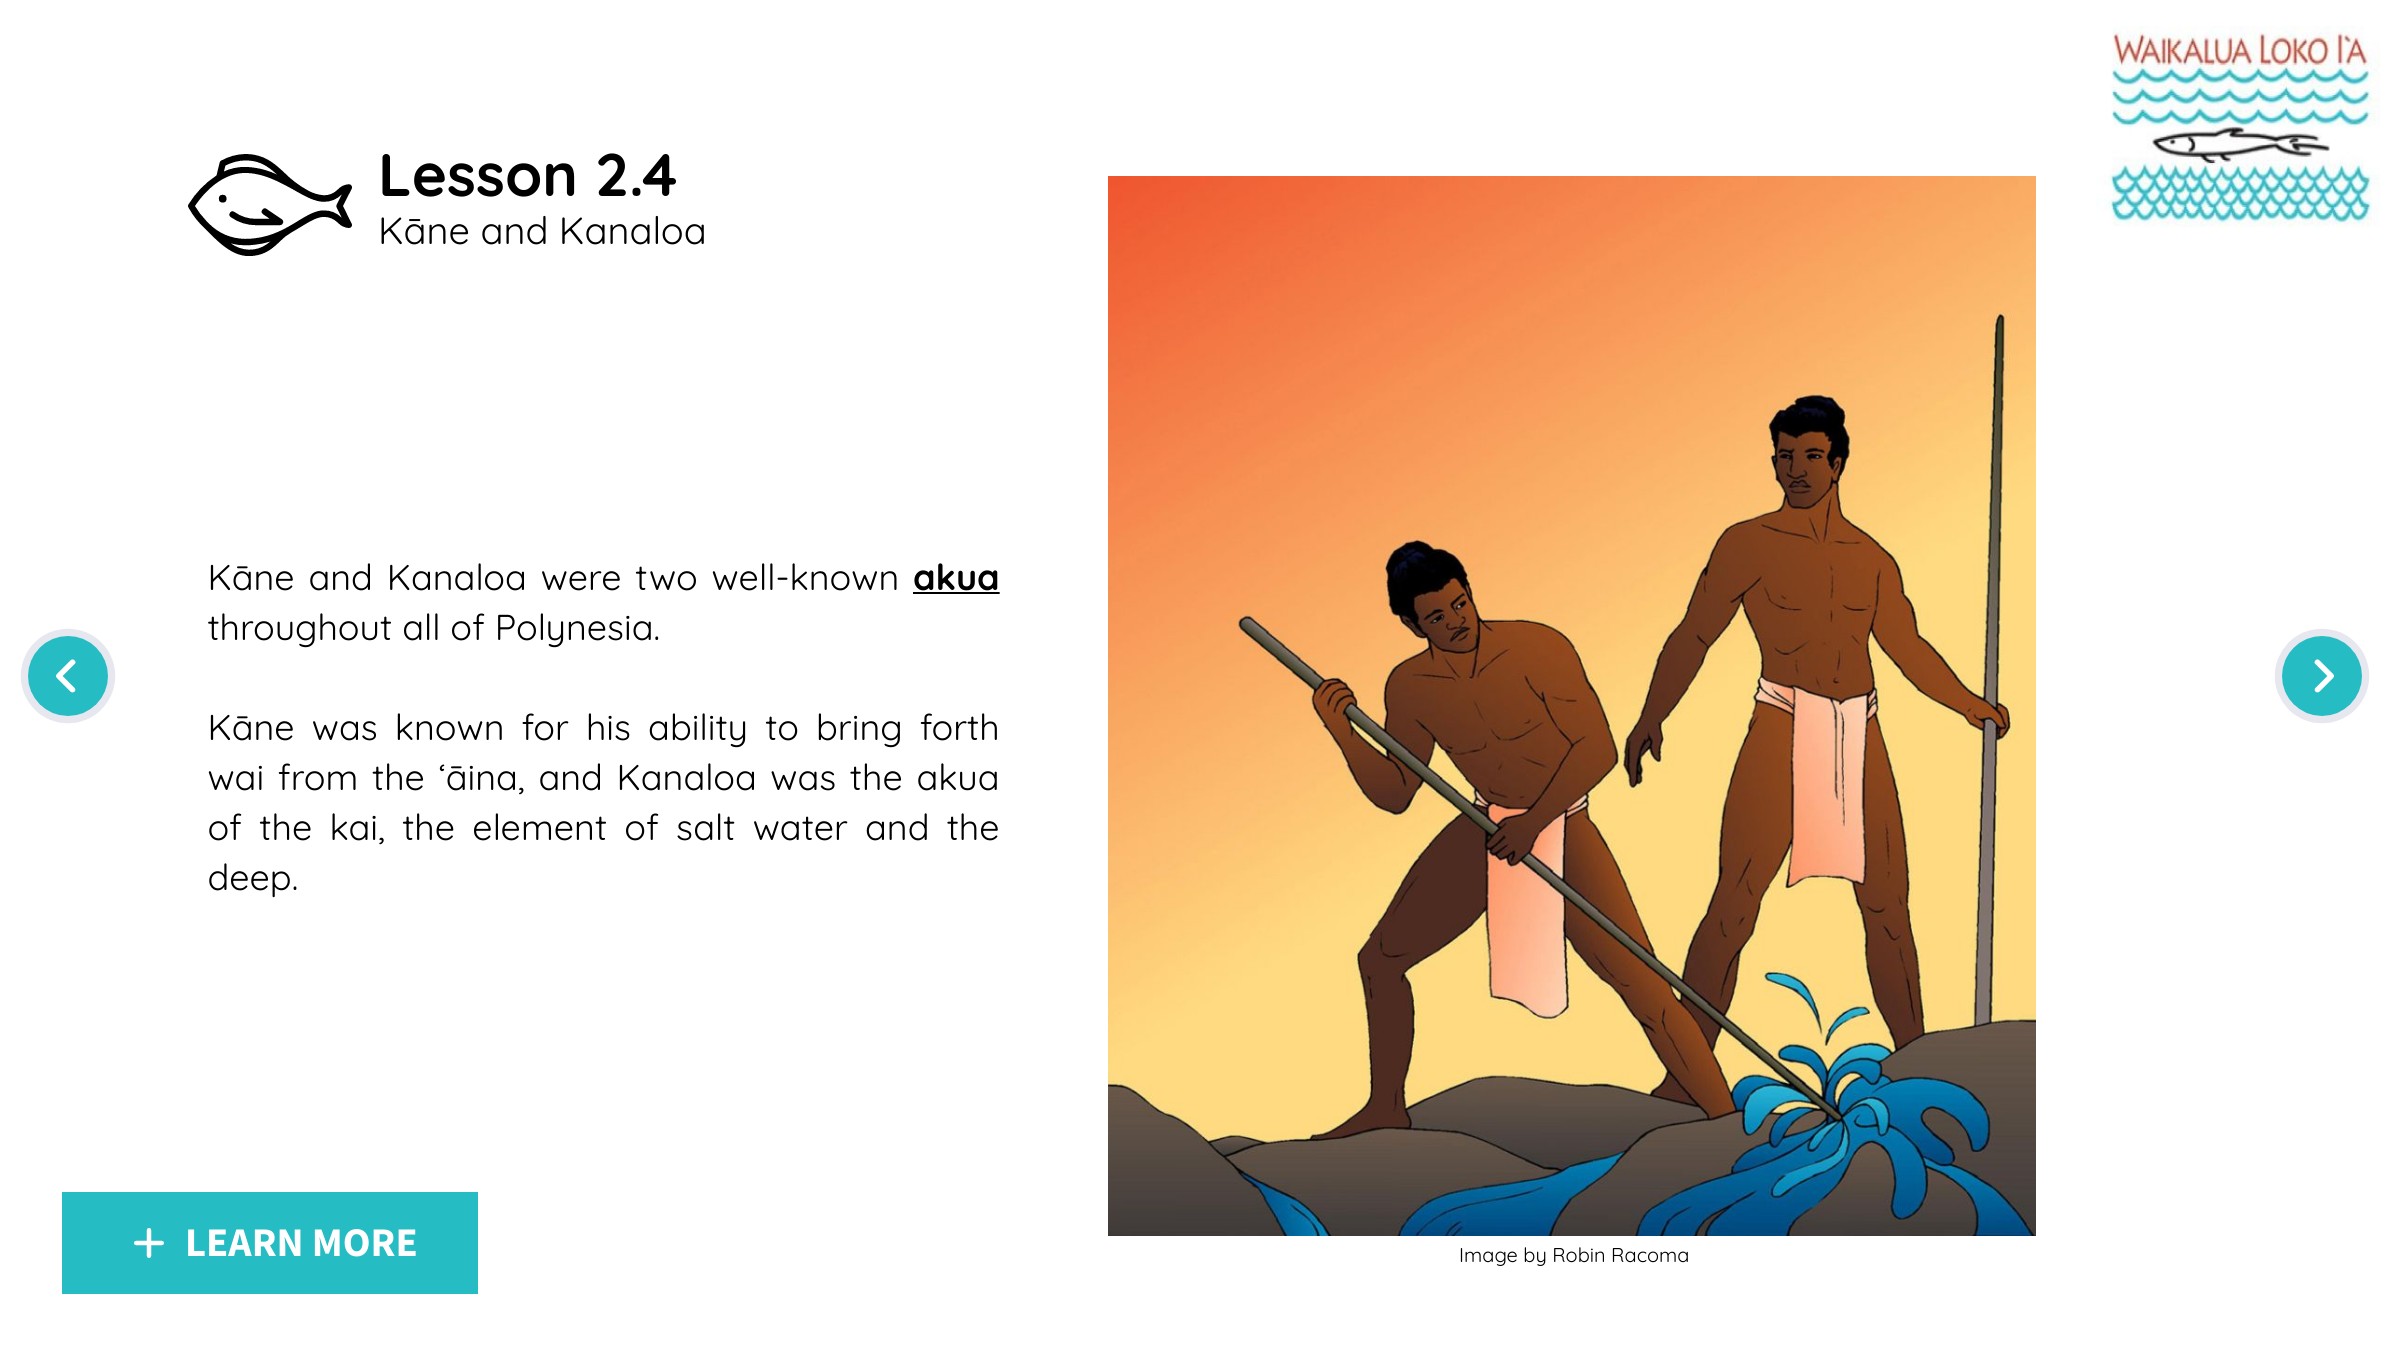 WAIKALUA LOKO I`A
Lesson 2.4
Kāne and Kanaloa
Kāne and Kanaloa were two well-known akua
throughout all of Polynesia.
Kāne was known for his ability to bring forth
wai from the ʻāina, and Kanaloa was the akua
of the kai, the element of salt water and the
deep.
+ LEARN MORE
Image by Robin Racoma